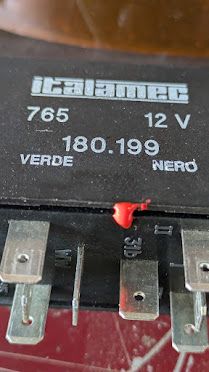 italamec
765 12 V
180.199
VERDE NERO
31b